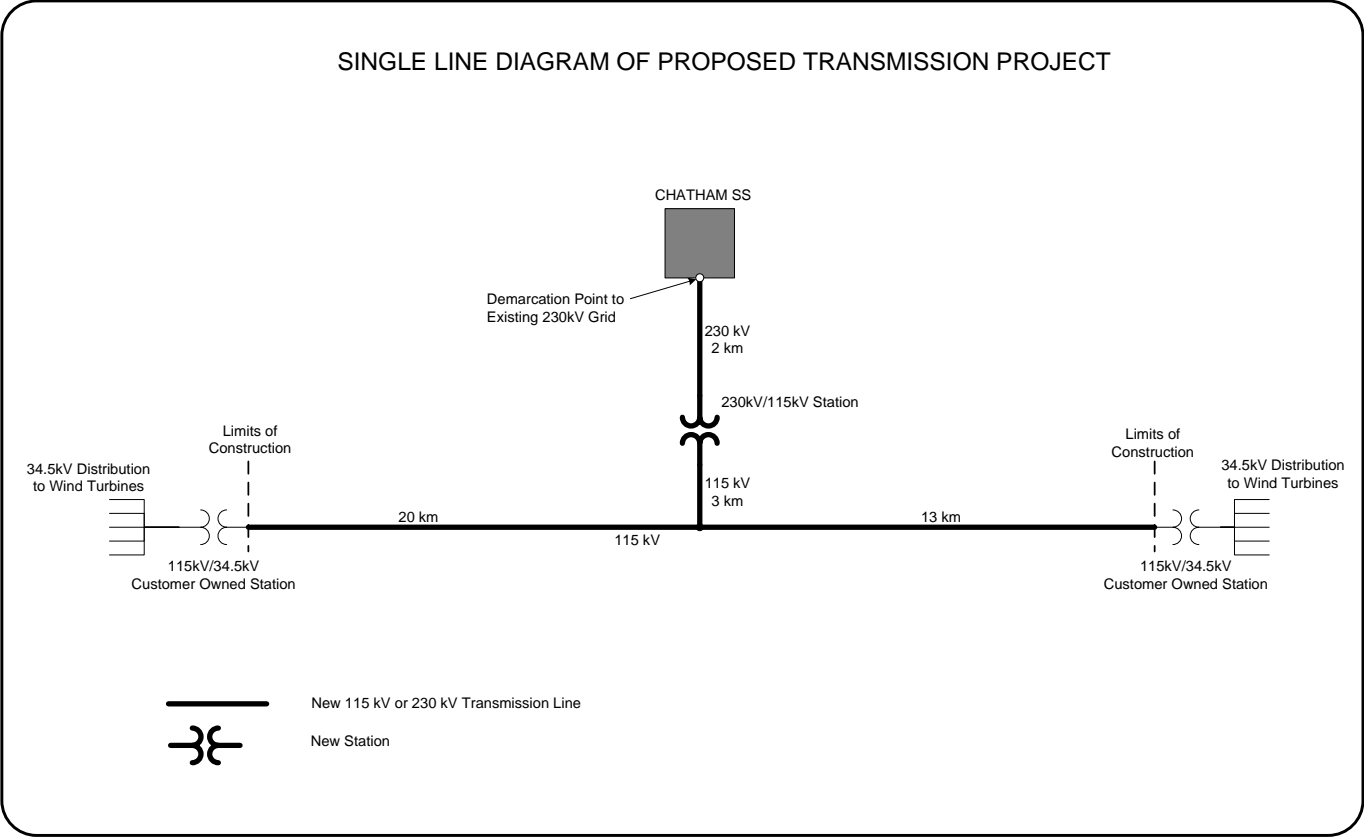 SINGLE LINE DIAGRAM OF PROPOSED TRANSMISSION PROJECT
CHATHAM SS
Demarcation Point to
Existing 230kV Grid
230 kV
2 km
230kV/115kV Station
Limits of
Construction
34.5kV Distribution
to Wind Turbines
115 kV
3 km
Limits of
Construction
34.5kV Distribution
to Wind Turbines
20 km
13 km
115 kV
115kV/34.5kV
Customer Owned Station
115kV/34.5kV
Customer Owned Station
New 115 kV or 230 kV Transmission Line
New Station